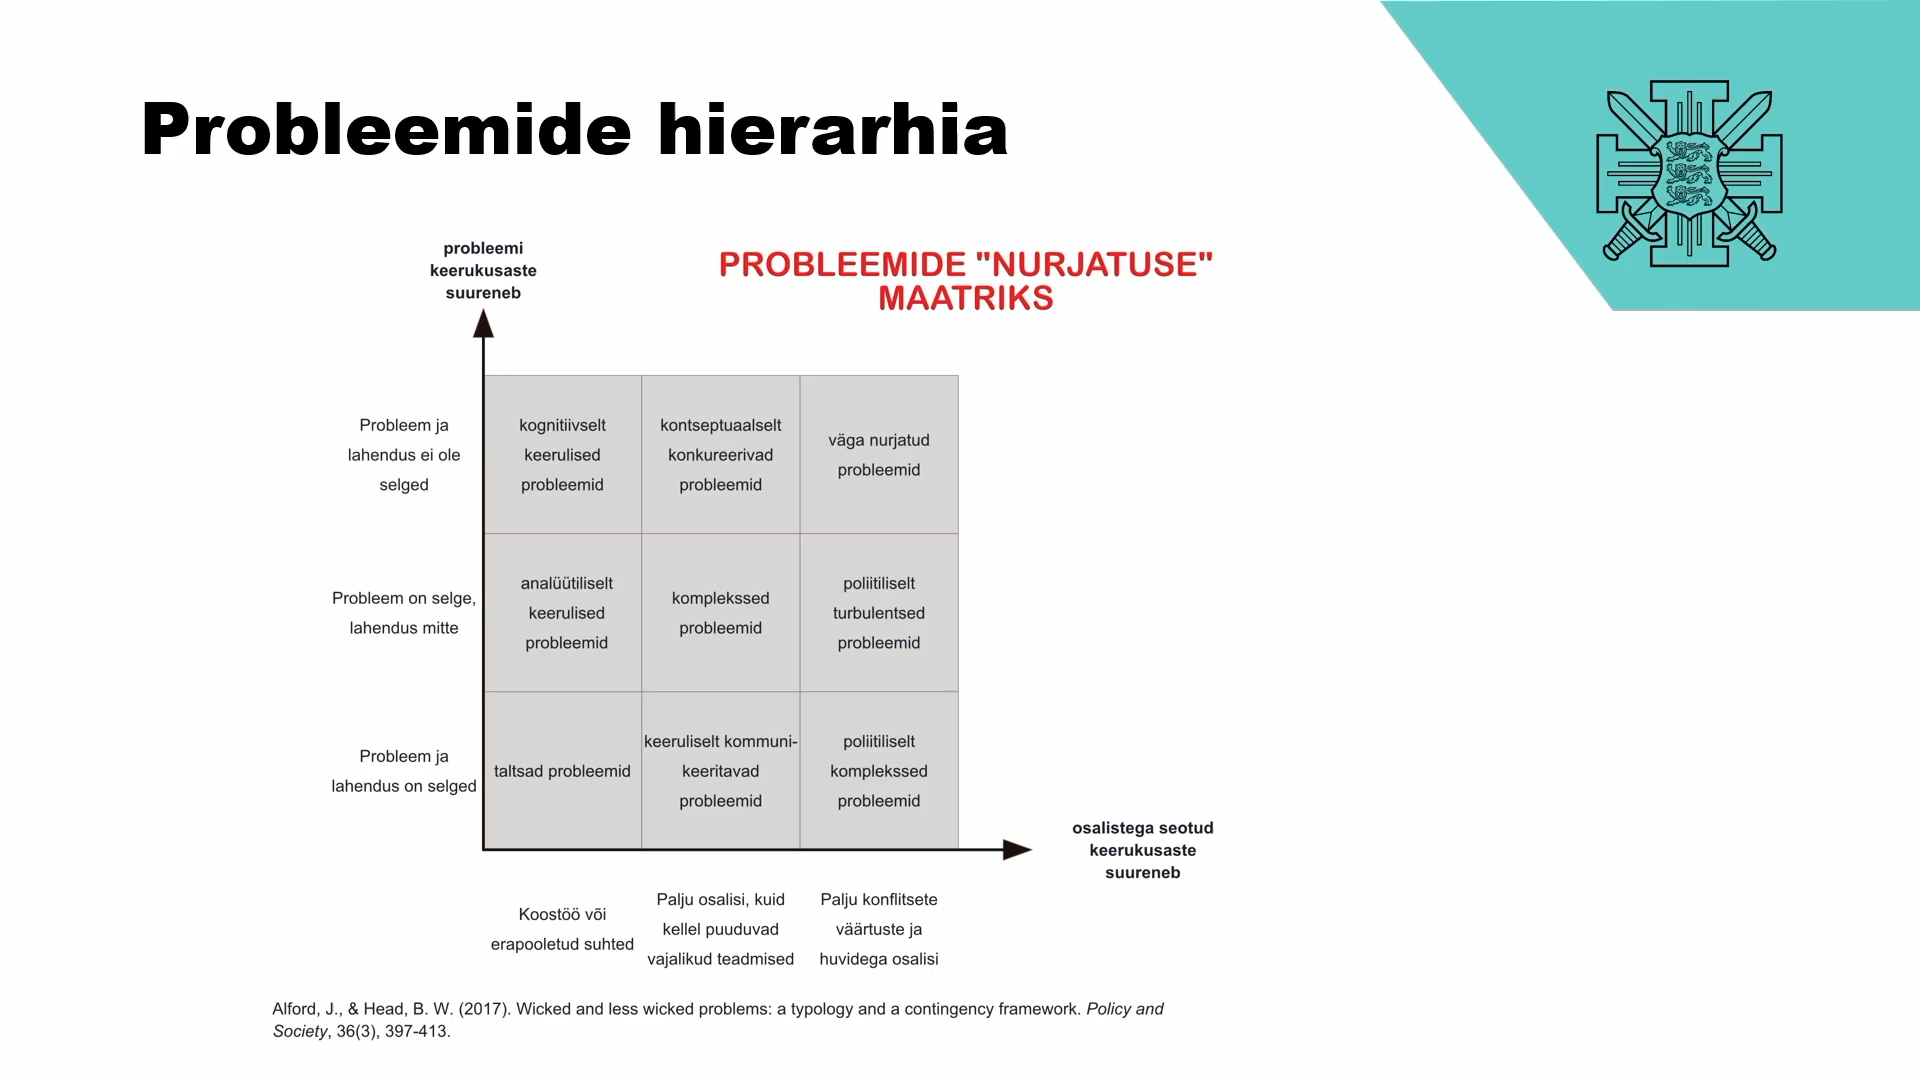 Probleemide hierarhia
probleemi
keerukusaste
suureneb
PROBLEEMIDE "NURJATUSE"
MAATRIKS
Probleem ja
lahendus ei ole
selged
kognitiivselt
keerulised
probleemid
kontseptuaalselt
konkureerivad
probleemid
väga nurjatud
probleemid
Probleem on selge,
lahendus mitte
analüütiliselt
keerulised
probleemid
komplekssed
probleemid
poliitiliselt
turbulentsed
probleemid
Probleem ja
lahendus on selged
taltsad probleemid
keeruliselt kommuni-
keeritavad
probleemid
poliitiliselt
komplekssed
probleemid
osalistega seotud
keerukusaste
suureneb
Koostöö või
erapooletud suhted
Palju osalisi, kuid
kellel puuduvad
vajalikud teadmised
Palju konflitsete
väärtuste ja
huvidega osalisi
Alford, J., & Head, B. W. (2017). Wicked and less wicked problems: a typology and a contingency framework. Policy and
Society, 36(3), 397-413.